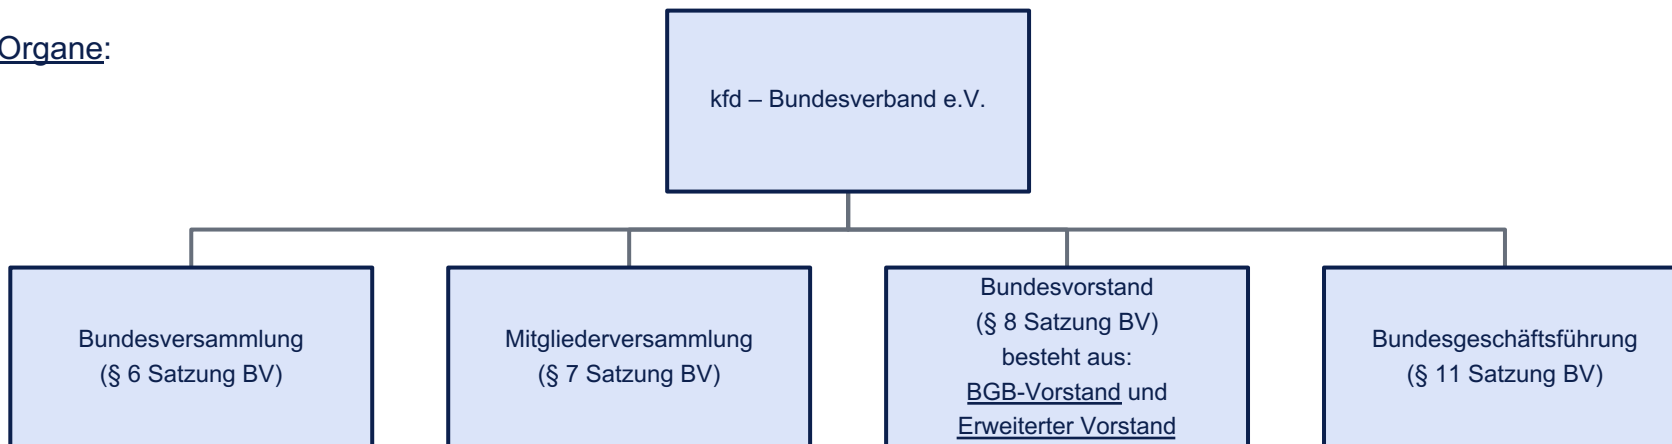 Organe:
kfd – Bundesverband e.V.
Bundesversammlung
(§ 6 Satzung BV)
Mitgliederversammlung
(§ 7 Satzung BV)
Bundesvorstand
(§ 8 Satzung BV)
besteht aus:
BGB-Vorstand und
Erweiterter Vorstand
Bundesgeschäftsführung
(§ 11 Satzung BV)